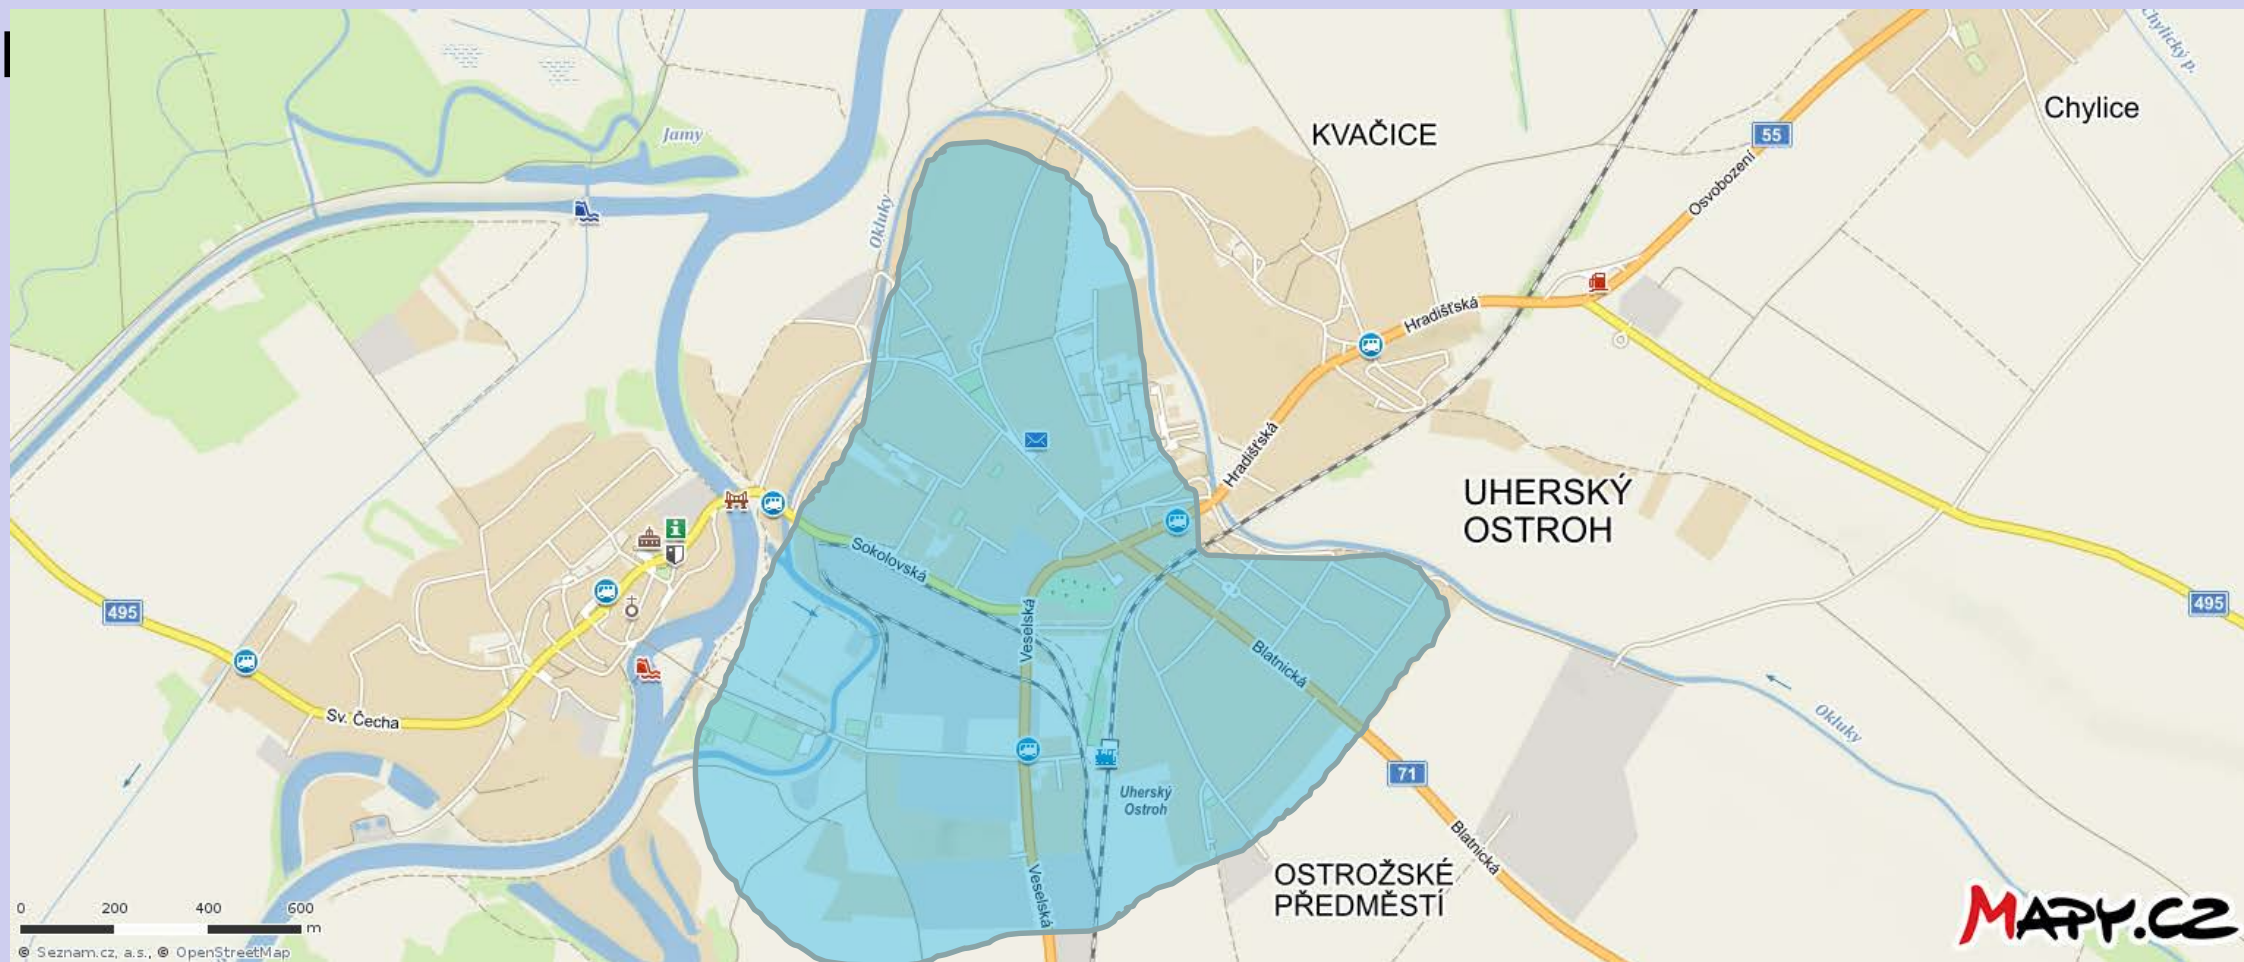 Chylický p.
Jamy
KVAČICE
Chylice
55
Osvobození
Okluky
Hradišťská
Hradišťská
UHERSKÝ
OSTROH
Sokolovská
495
495
Veselská
Blatnická
Sv. Čecha
Okluky
71
Uherský
Ostroh
Blatnická
OSTROŽSKÉ
PŘEDMĚSTÍ
Veselská
0 200 400 600
m
MAPY.CZ
© Seznam.cz, a.s., © OpenStreetMap